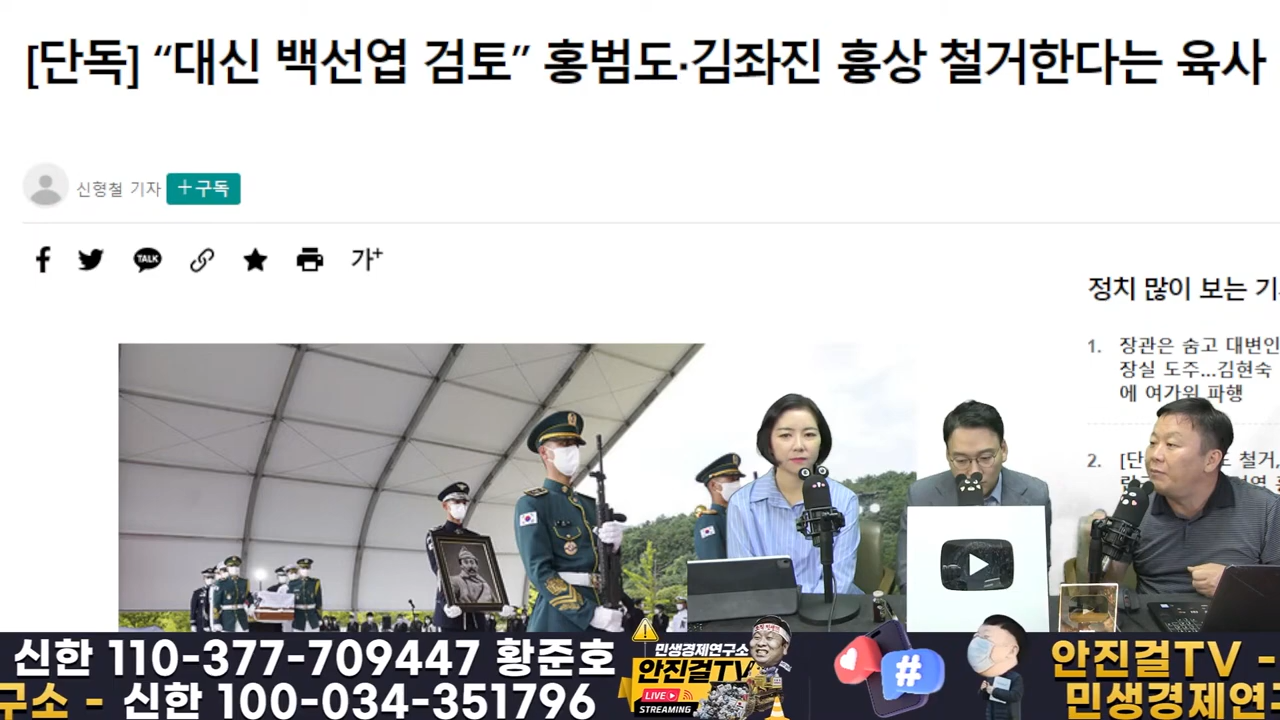 [단독] “대신 백선엽 검토” 홍범도·김좌진 흉상 철거한다는 육사
신형철 기자 +구독
TALK
가+
정치 많이 보는 기
1. 장관은 숨고 대변인
장실 도주...김현숙
에 여가위 파행
2. [단 철거,
신한 110-377-709447 황준호
구소 - 신한 100-034-351796
민생경제연구소
안진걸TV
LIVE
STREAMING
#
안진걸TV -
민생경제연구